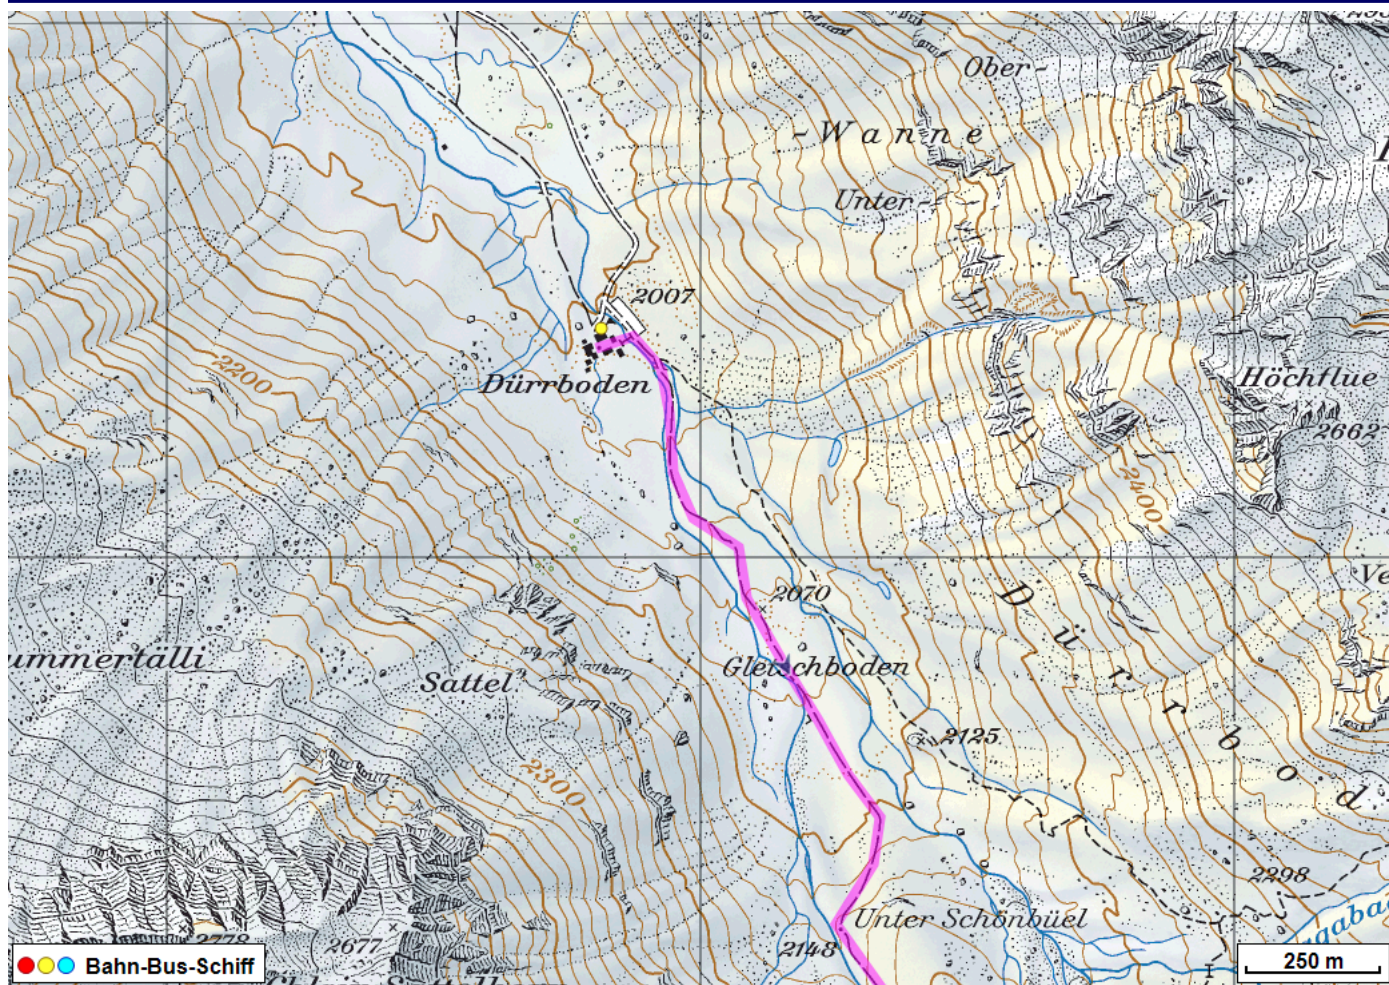 Ober-
- Wanne
Unter-
2007
2200
Dürrboden
Höchflue
2662
2400
2070
Dürrbod
ummertälli
Gletschboden
Sattel
2125
2300
2298
Unter Schönbüel
2778
2677
2148
Bahn-Bus-Schiff
250 m